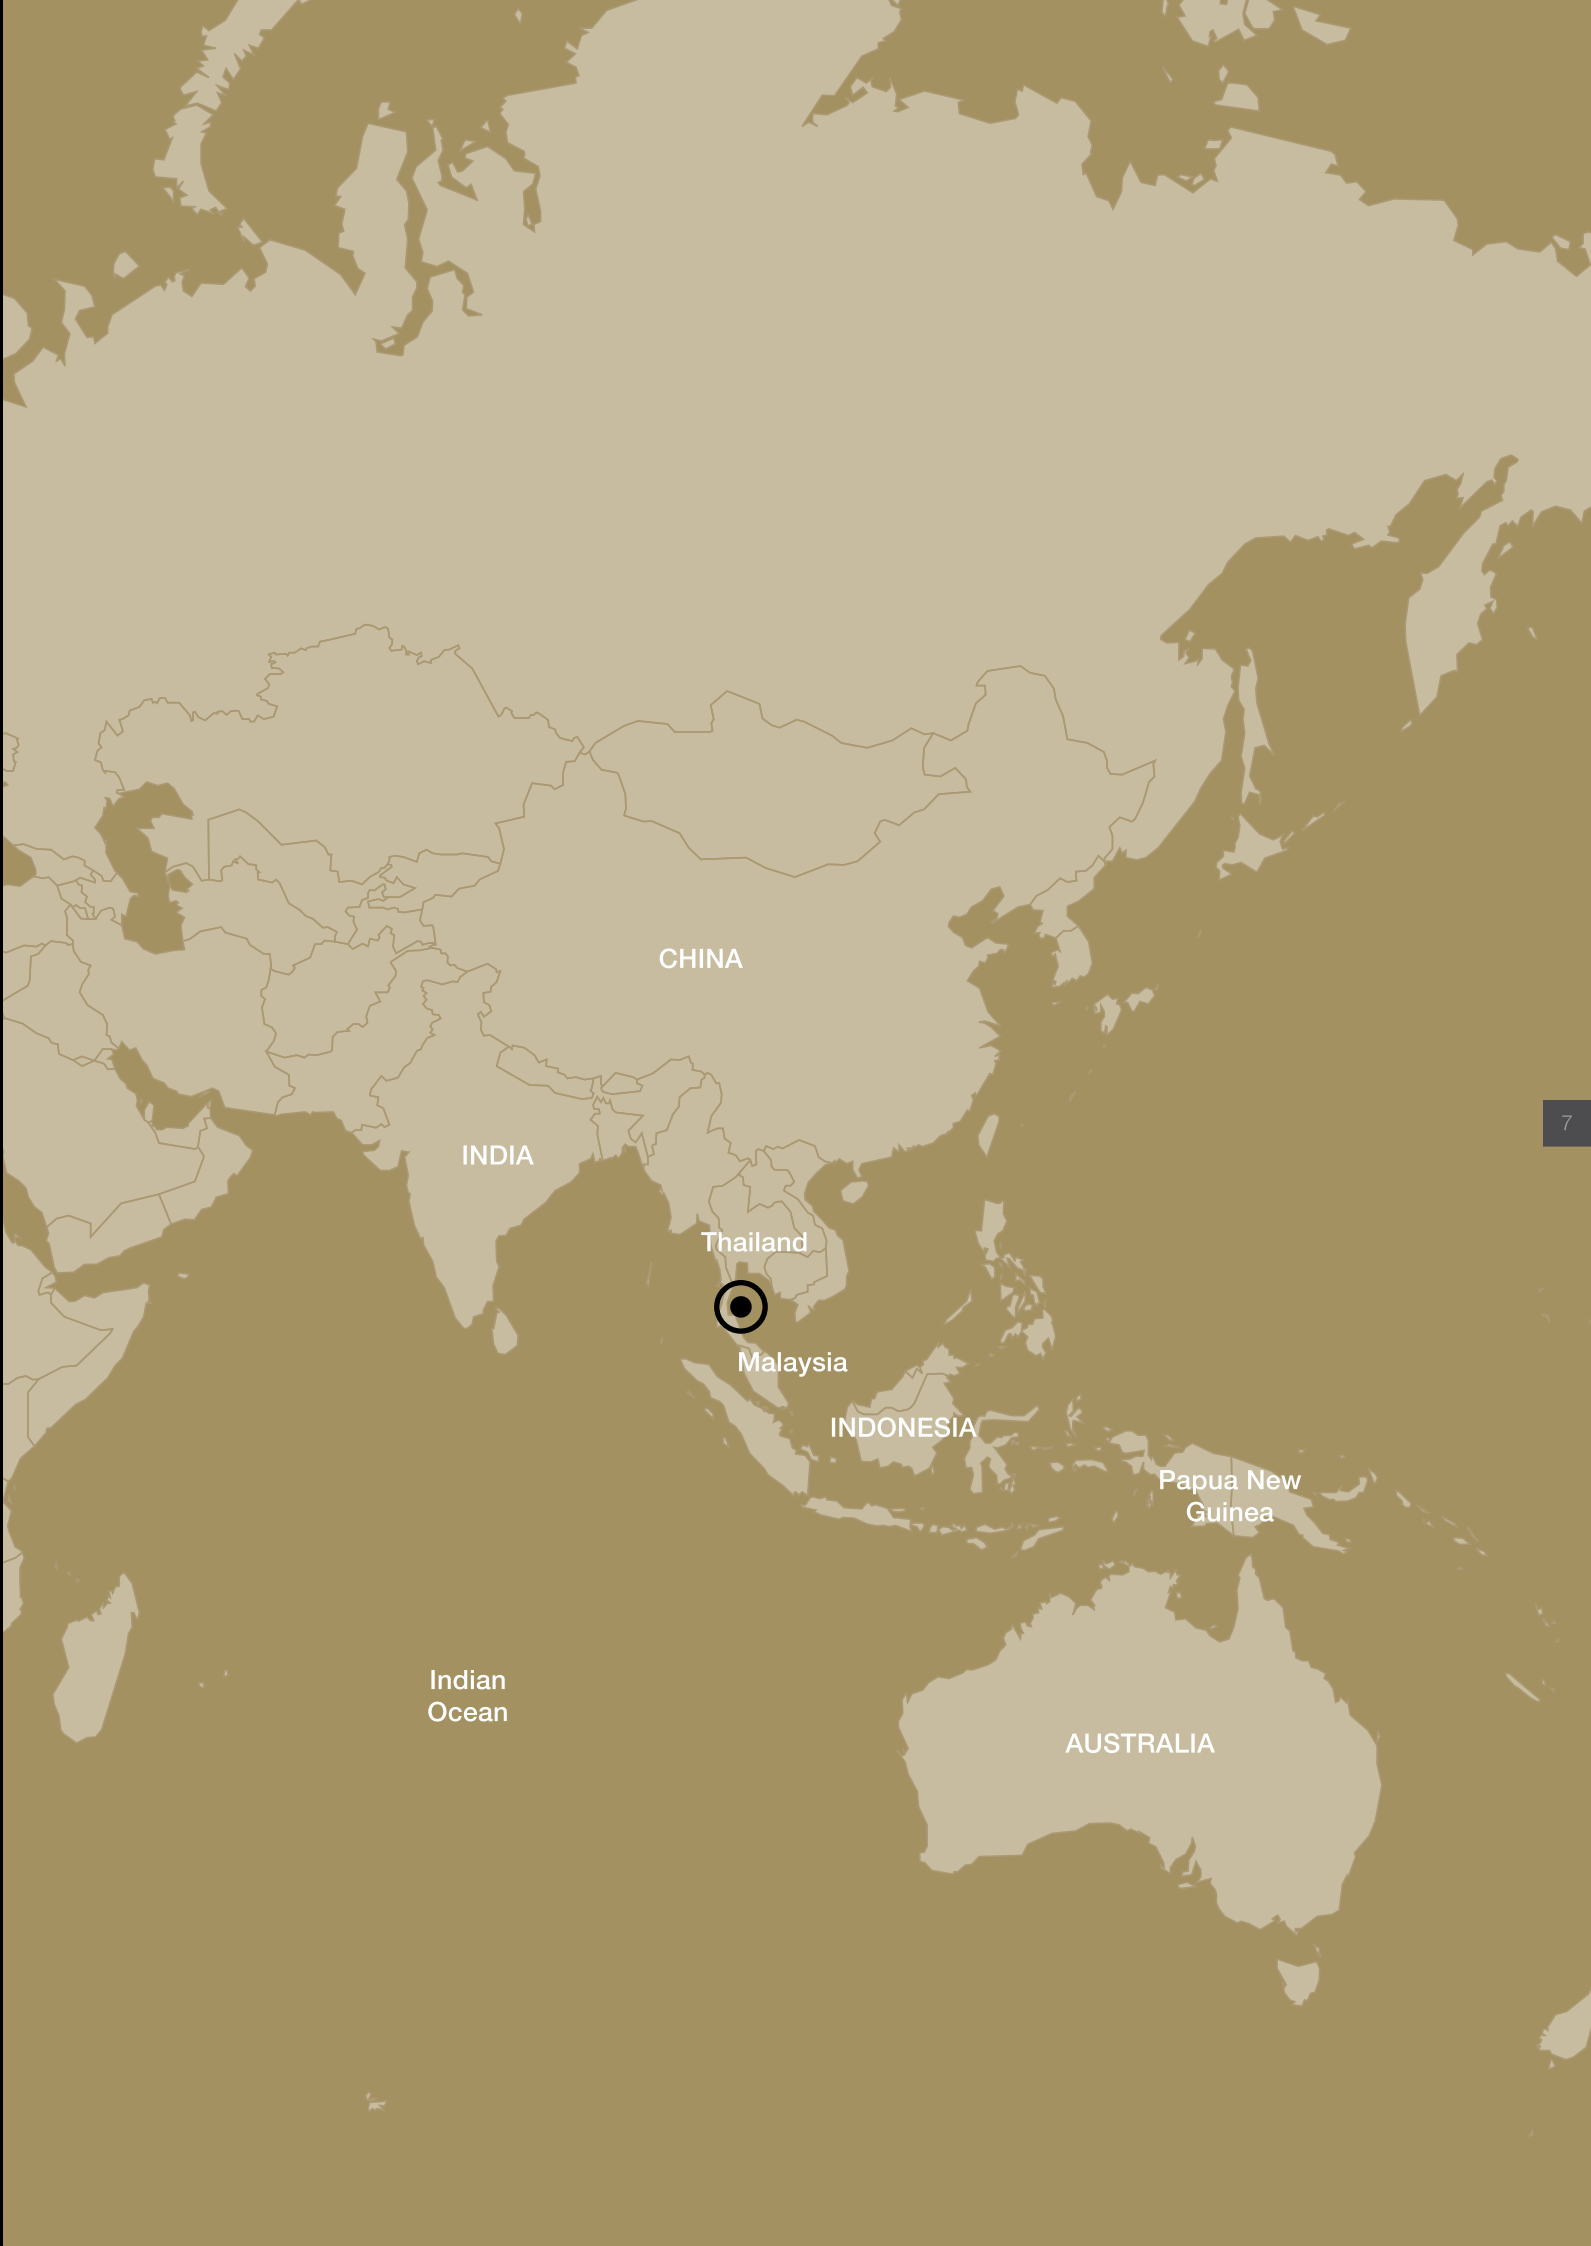 CHINA
7
INDIA
Thailand
Malaysia
INDONESIA
Papua New
Guinea
Indian
Ocean
AUSTRALIA